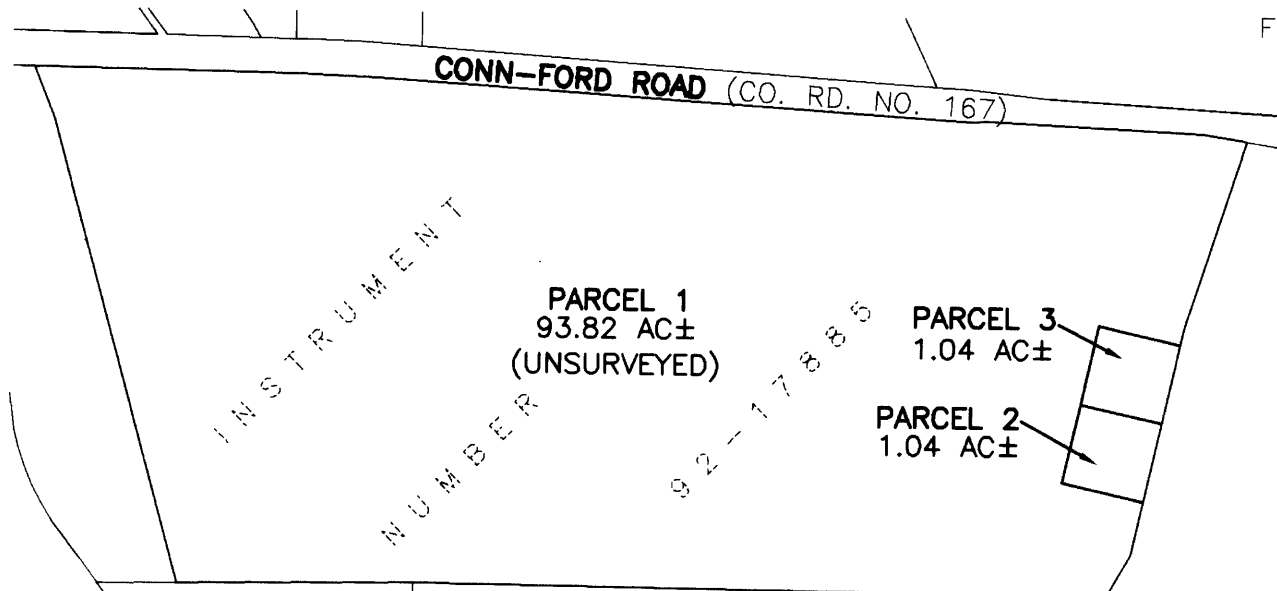 F
CONN-FORD ROAD (CO. RD. NO. 167)
INSTRUMENT
NUMBER
92-17885
PARCEL 1
93.82 AC±
(UNSURVEYED)
PARCEL 3
1.04 AC±
PARCEL 2
1.04 AC±